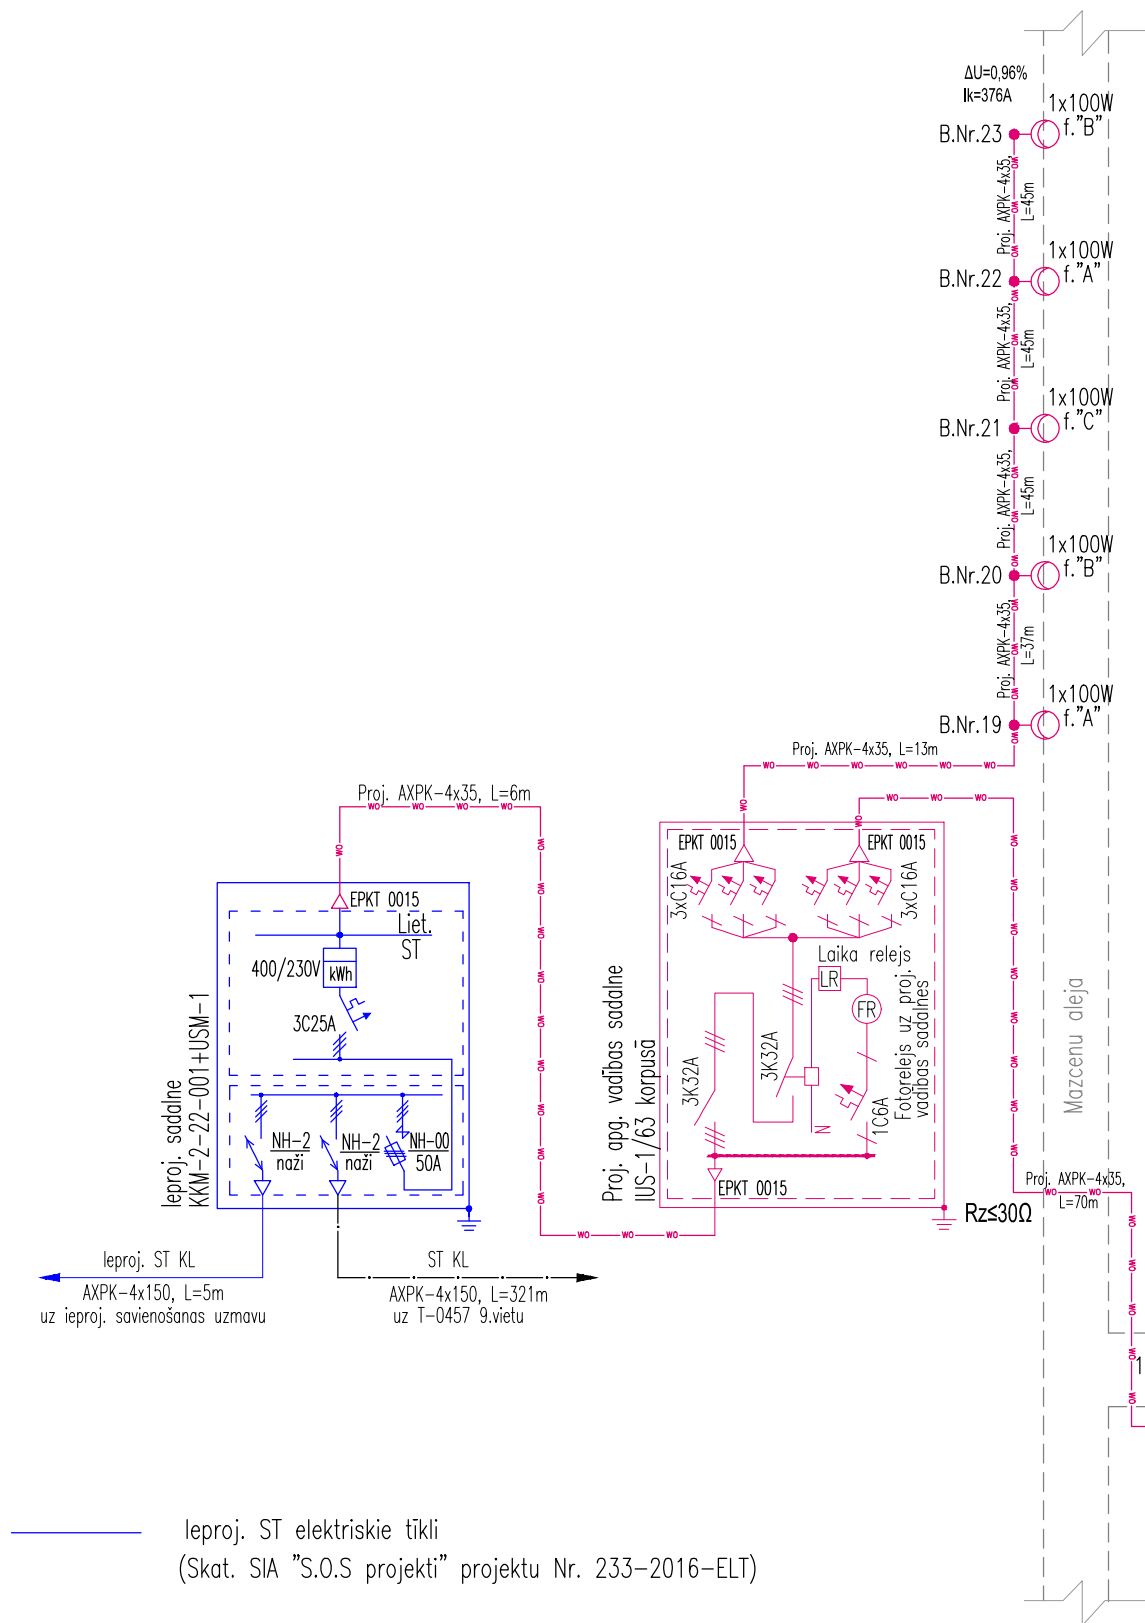 ΔU=0,96%
Ik=376A
1x100W
f."B"
B.Nr.23
Proj. AXPK-4x35,
L=45m
1x100W
f."A"
B.Nr.22
Proj. AXPK-4x35,
L=45m
1x100W
f."C"
B.Nr.21
Proj. AXPK-4x35,
L=45m
1x100W
f."B"
B.Nr.20
Proj. AXPK-4x35,
L=37m
1x100W
f."A"
B.Nr.19
Proj. AXPK-4x35, L=13m
Proj. AXPK-4x35, L=6m
EPKT 0015
Liet.
ST
400/230V
kWh
3C25A
NH-2
naži
NH-2
naži
NH-00
50A
Ieproj. sadalne
KKM-2-22-001+USM-1
Ieproj. ST KL
AXPK-4x150, L=5m
uz ieproj. savienošanas uzmavu
ST KL
AXPK-4x150, L=321m
uz T-0457 9.vietu
EPKT 0015
EPKT 0015
3xC16A
3xC16A
Laika relejs
LR
FR
3K32A
3K32A
1C6A
N
Fotorelejs uz proj.
vadības sadalnes
EPKT 0015
Proj. apg. vadības sadalne
IUS-1/63 korpusā
Rz≤30Ω
Proj. AXPK-4x35,
L=70m
Mazcenu aleja
1
Ieproj. ST elektriskie tīkli
(Skat. SIA "S.O.S projekti" projektu Nr. 233-2016-ELT)